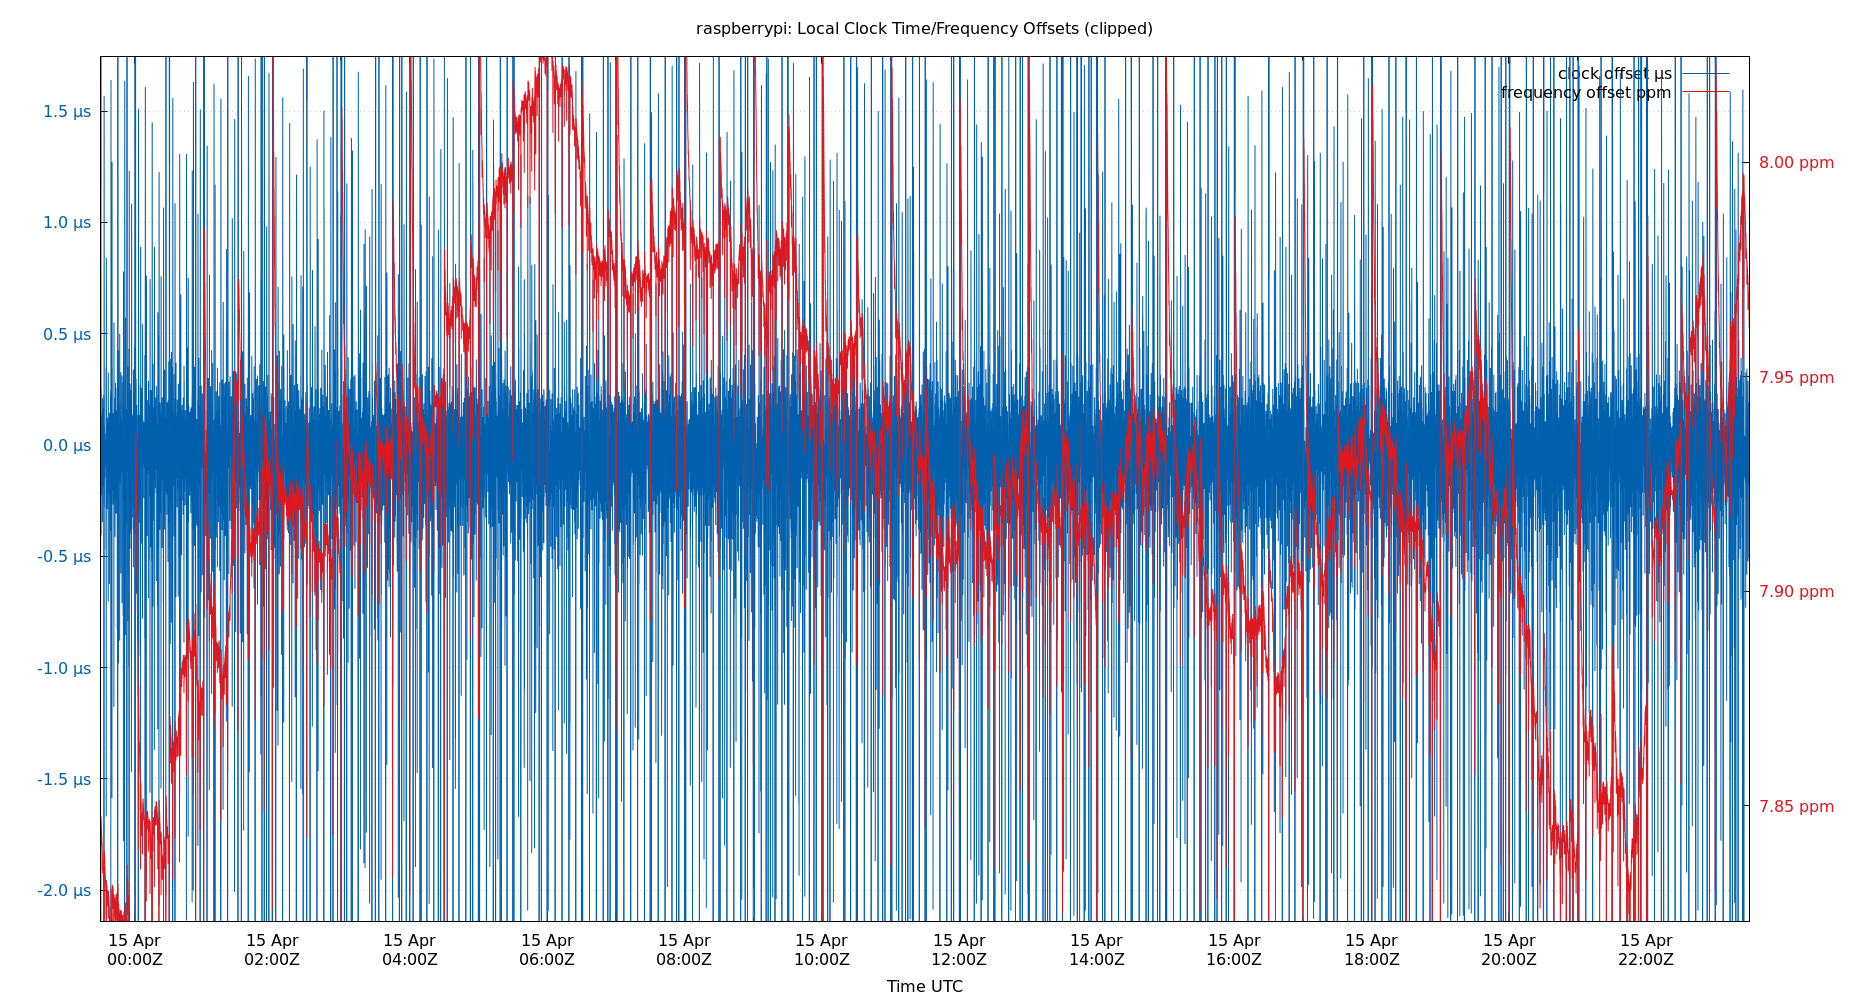 raspberrypi: Local Clock Time/Frequency Offsets (clipped)
clock offset µs
frequency offset ppm
1.5 µs
1.0 µs
0.5 µs
0.0 µs
-0.5 µs
-1.0 µs
-1.5 µs
-2.0 µs
8.00 ppm
7.95 ppm
7.90 ppm
7.85 ppm
15 Apr 15 Apr 15 Apr 15 Apr 15 Apr 15 Apr 15 Apr 15 Apr 15 Apr 15 Apr 15 Apr 15 Apr
00:00Z 02:00Z 04:00Z 06:00Z 08:00Z 10:00Z 12:00Z 14:00Z 16:00Z 18:00Z 20:00Z 22:00Z
Time UTC